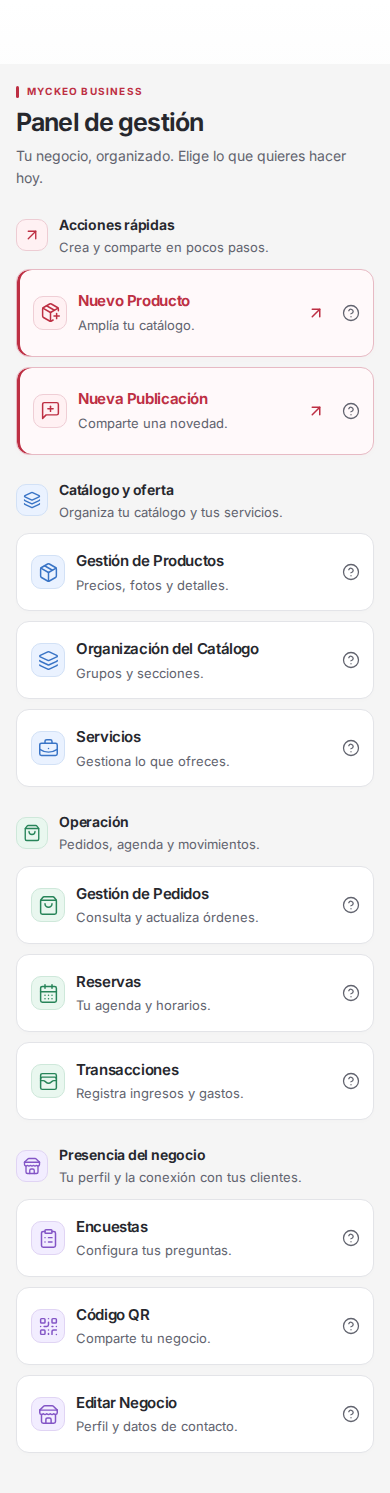 MYCKEO BUSINESS
Panel de gestión
Tu negocio, organizado. Elige lo que quieres hacer
hoy.
Acciones rápidas
Crea y comparte en pocos pasos.
Nuevo Producto
Amplía tu catálogo.
Nueva Publicación
Comparte una novedad.
Catálogo y oferta
Organiza tu catálogo y tus servicios.
Gestión de Productos
Precios, fotos y detalles.
Organización del Catálogo
Grupos y secciones.
Servicios
Gestiona lo que ofreces.
Operación
Pedidos, agenda y movimientos.
Gestión de Pedidos
Consulta y actualiza órdenes.
Reservas
Tu agenda y horarios.
Transacciones
Registra ingresos y gastos.
Presencia del negocio
Tu perfil y la conexión con tus clientes.
Encuestas
Configura tus preguntas.
Código QR
Comparte tu negocio.
Editar Negocio
Perfil y datos de contacto.